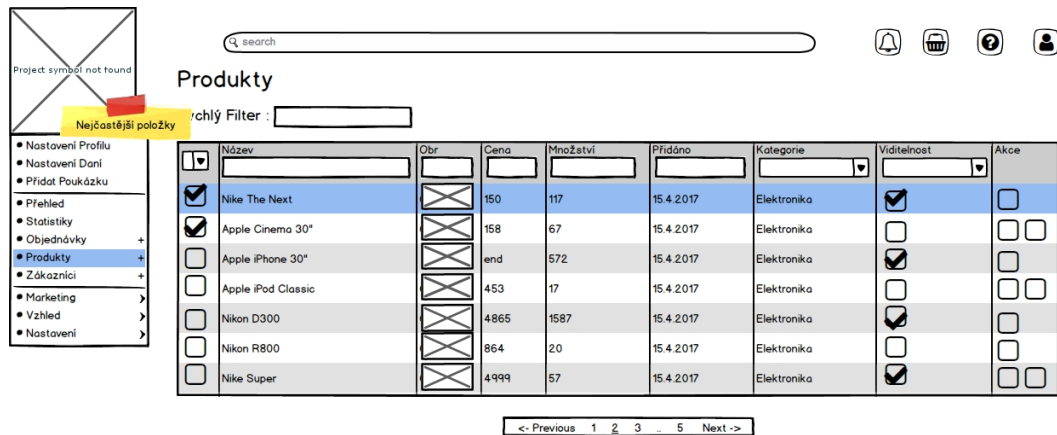 search
Project symbol not found
Produkty
Nejčastější položky
ychlý Filter :
Nastavení Profilu
Nastavení Daní
Přidat Poukázku
Přehled
Statistiky
Objednávky +
Produkty +
Zákazníci +
Marketing
Vzhled
Nastavení
Název Obr Cena Množství Přidáno Kategorie Viditelnost Akce
Nike The Next 150 117 15.4.2017 Elektronika
Apple Cinema 30" 158 67 15.4.2017 Elektronika
Apple iPhone 30" end 572 15.4.2017 Elektronika
Apple iPod Classic 453 17 15.4.2017 Elektronika
Nikon D300 4865 1587 15.4.2017 Elektronika
Nikon R800 864 20 15.4.2017 Elektronika
Nike Super 4999 57 15.4.2017 Elektronika
<- Previous 1 2 3 .. 5 Next ->